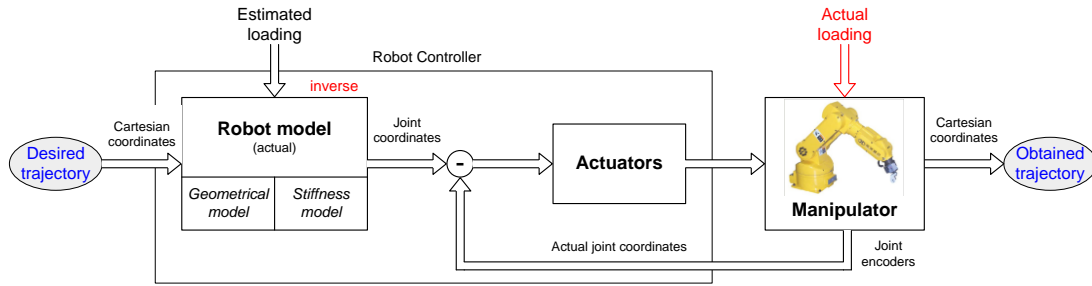 Estimated
loading
Actual
loading
Robot Controller
inverse
Desired
trajectory
Cartesian
coordinates
Robot model
(actual)
Geometrical
model
Stiffness
model
Joint
coordinates
-
Actuators
Manipulator
Cartesian
coordinates
Obtained
trajectory
Actual joint coordinates
Joint
encoders